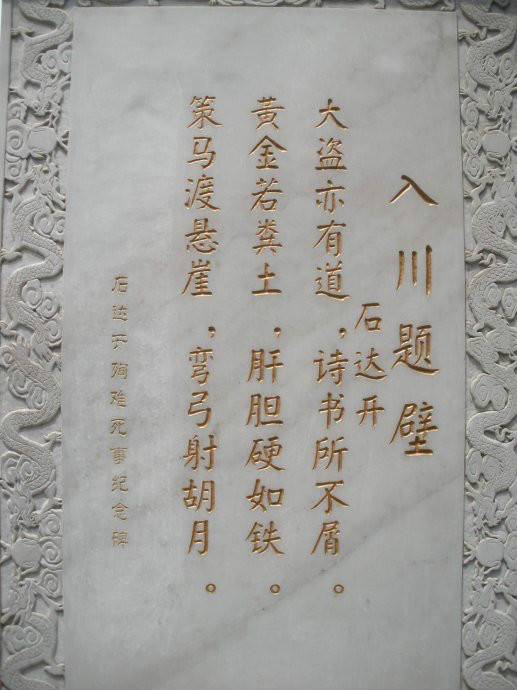 入川题壁
石达开
大盗亦有道,诗书所不屑。
黄金若粪土,肝胆硬如铁。
策马渡悬崖,弯弓射胡月。
石达开殉难死事纪念碑